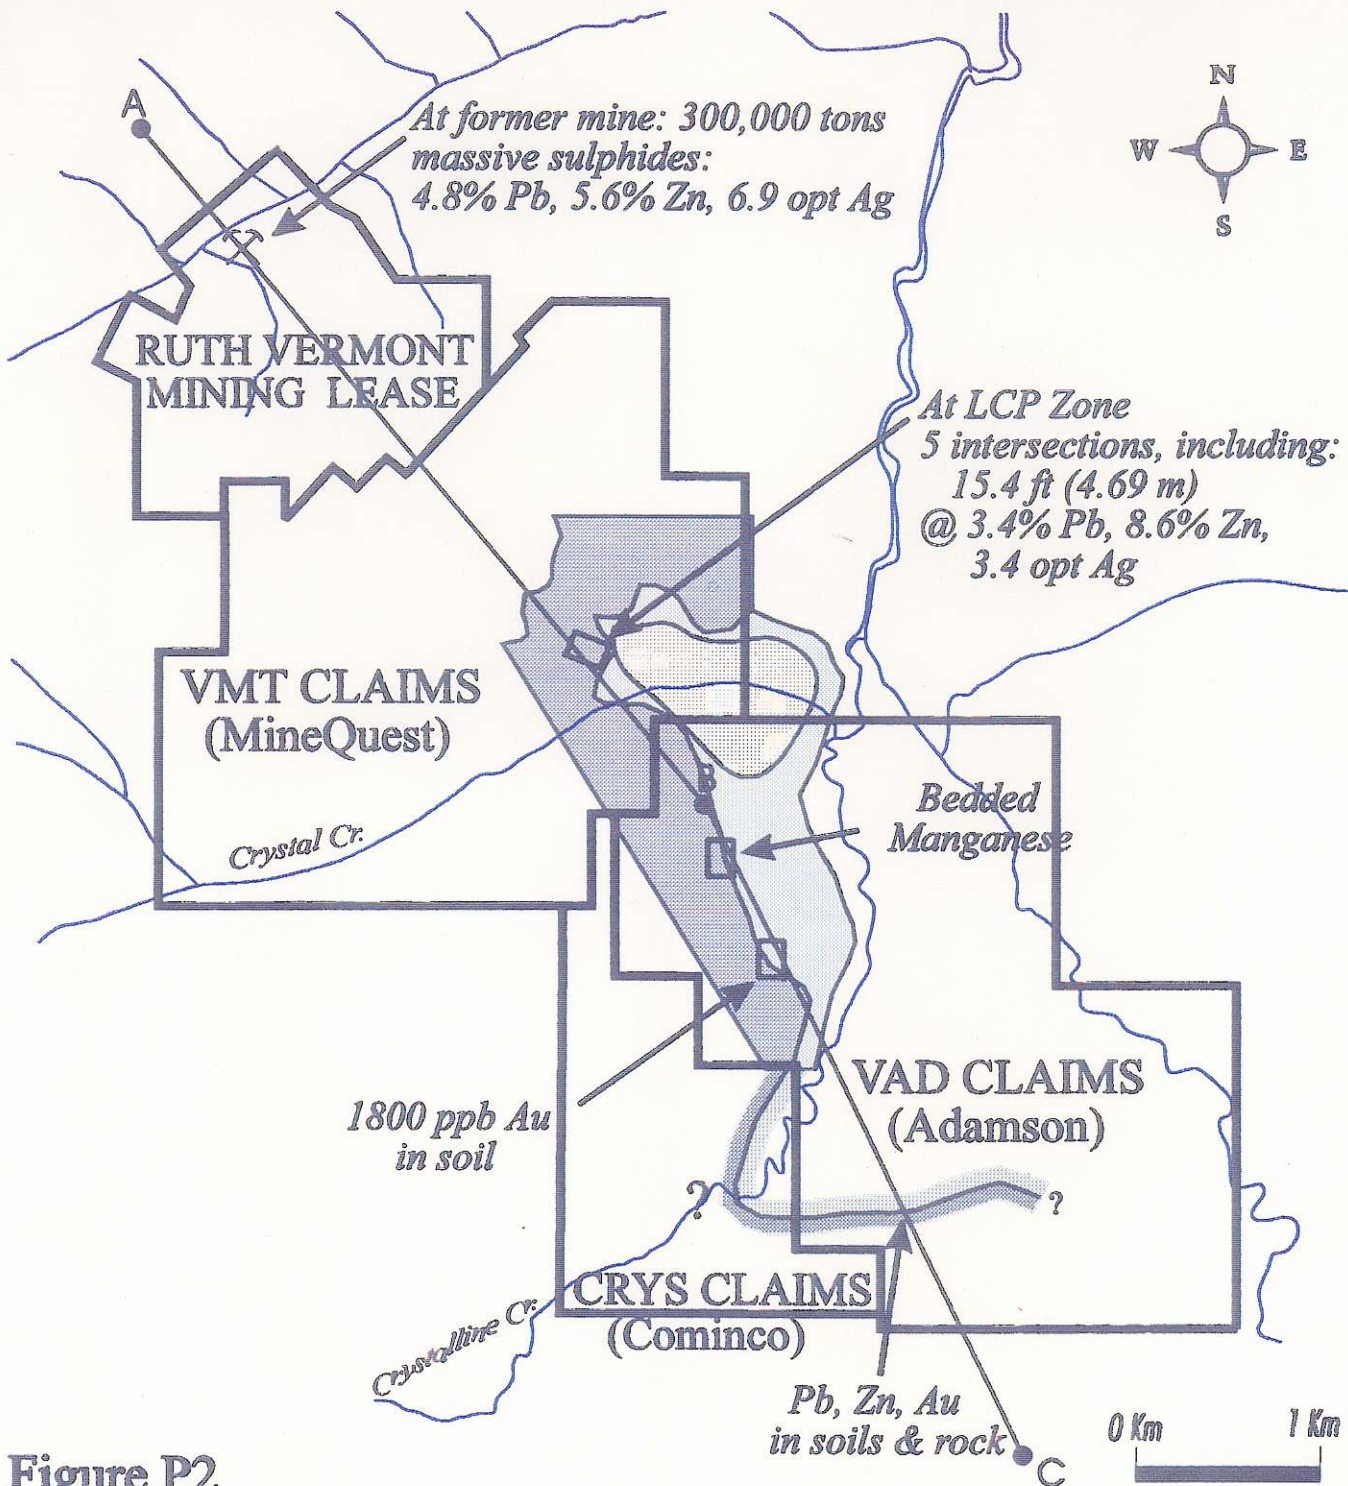 N
W E
S
A
At former mine: 300,000 tons
massive sulphides:
4.8% Pb, 5.6% Zn, 6.9 opt Ag
RUTH VERMONT
MINING LEASE
At LCP Zone
5 intersections, including:
15.4 ft (4.69 m)
@ 3.4% Pb, 8.6% Zn,
3.4 opt Ag
VMT CLAIMS
(MineQuest)
B
Bedded
Manganese
Crystal Cr.
1800 ppb Au
in soil
VAD CLAIMS
(Adamson)
?
?
CRYS CLAIMS
(Cominco)
Crystalline Cr.
Pb, Zn, Au
in soils & rock
C
0 Km 1 Km
Figure P2